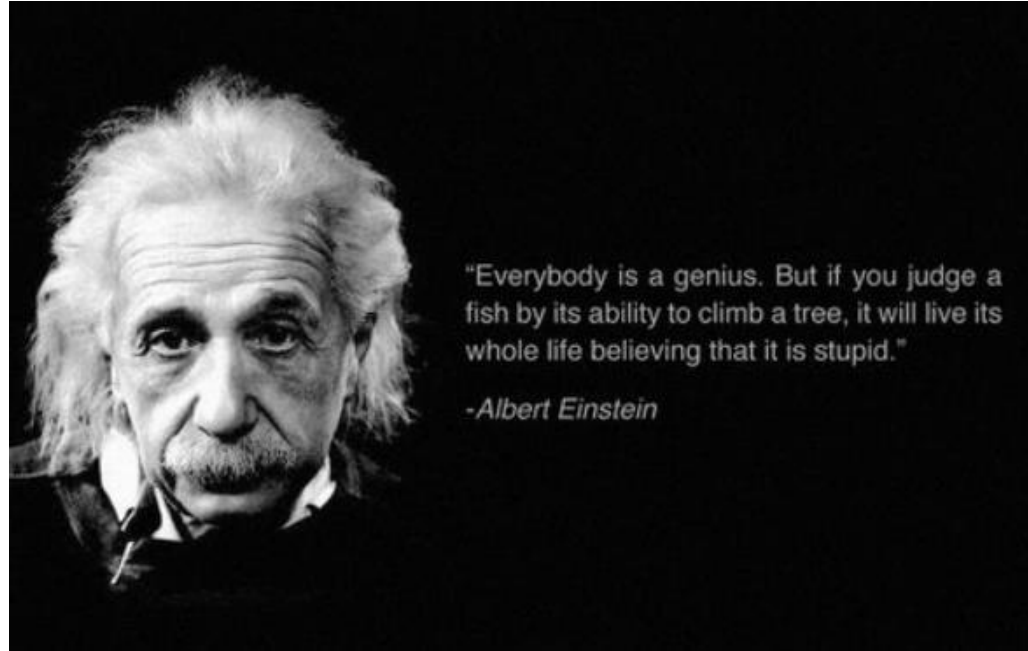 “Everybody is a genius. But if you judge a
fish by its ability to climb a tree, it will live its
whole life believing that it is stupid.”
-Albert Einstein